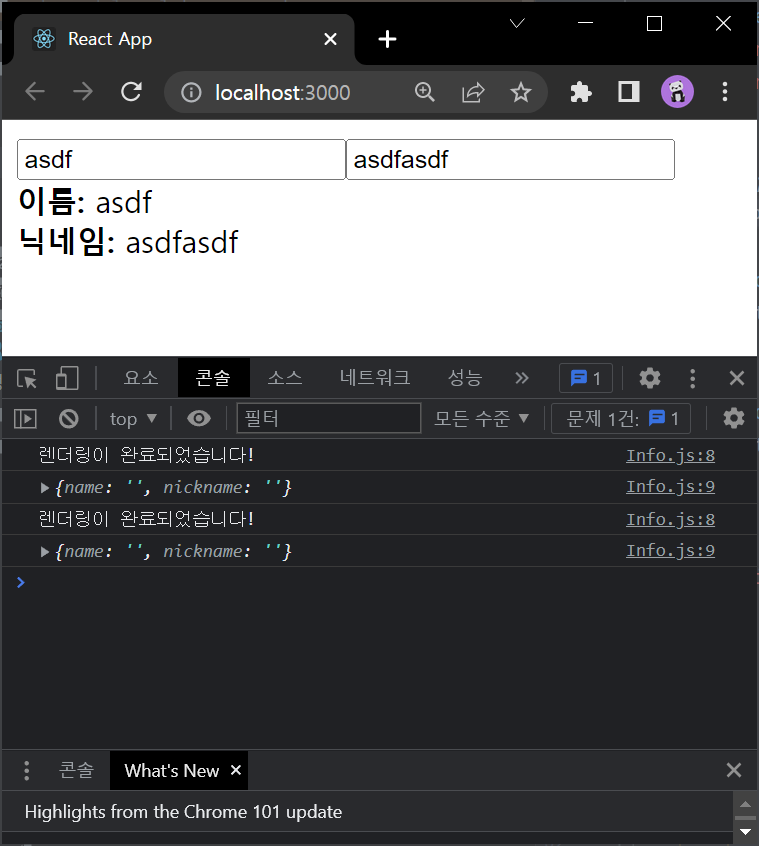 React App
localhost:3000
asdf asdfasdf
이름: asdf
닉네임: asdfasdf
요소 콘솔 소스 네트워크 성능 » 1
top ▼ 필터 모든 수준 ▼ 문제 1건: 1
렌더링이 완료되었습니다! Info.js:8
▶{name: '', nickname: ''} Info.js:9
렌더링이 완료되었습니다! Info.js:8
▶{name: '', nickname: ''} Info.js:9
>
콘솔 What's New ×
Highlights from the Chrome 101 update